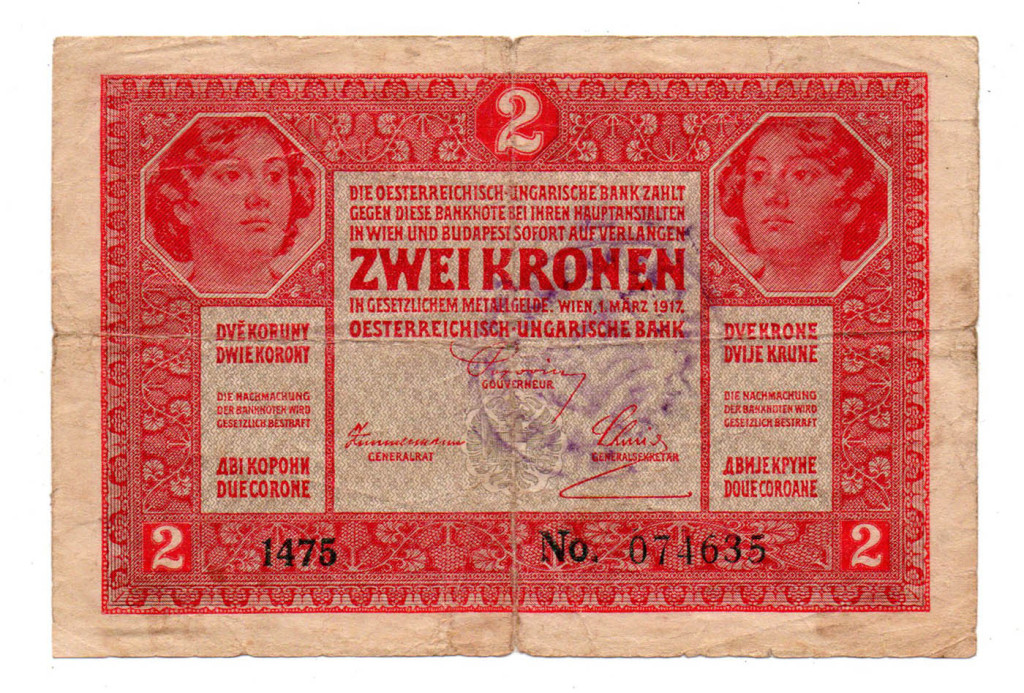 2
DIE OESTERREICHISCH-UNGARISCHE BANK ZAHLT
GEGEN DIESE BANKNOTE BEI IHREN HAUPTANSTALTEN
IN WIEN UND BUDAPEST SOFORT AUF VERLANGEN
ZWEI KRONEN
IN GESETZLICHEM METALLGELDE. WIEN, 1. MÄRZ 1917.
OESTERREICHISCH-UNGARISCHE BANK
DVĚ KORUNY
DWIE KORONY
DIE NACHMACHUNG
DER BANKNOTEN WIRD
GESETZLICH BESTRAFT
ДВІ КОРОНИ
DUE CORONE
GOUVERNEUR
GENERALRAT
GENERALSEKRETÄR
DVE KRONE
DVIJE KRUNE
DIE NACHMACHUNG
DER BANKNOTEN WIRD
GESETZLICH BESTRAFT
ДВИЈЕ КРУНЕ
DOUE COROANE
2
1475
No. 074635
2